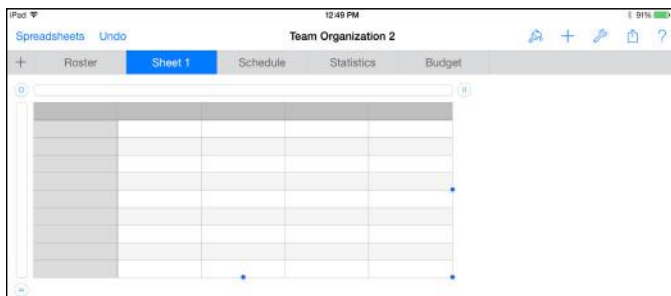 iPad 12:49 PM 91%
Spreadsheets Undo Team Organization 2 ?
Roster Sheet 1 Schedule Statistics Budget